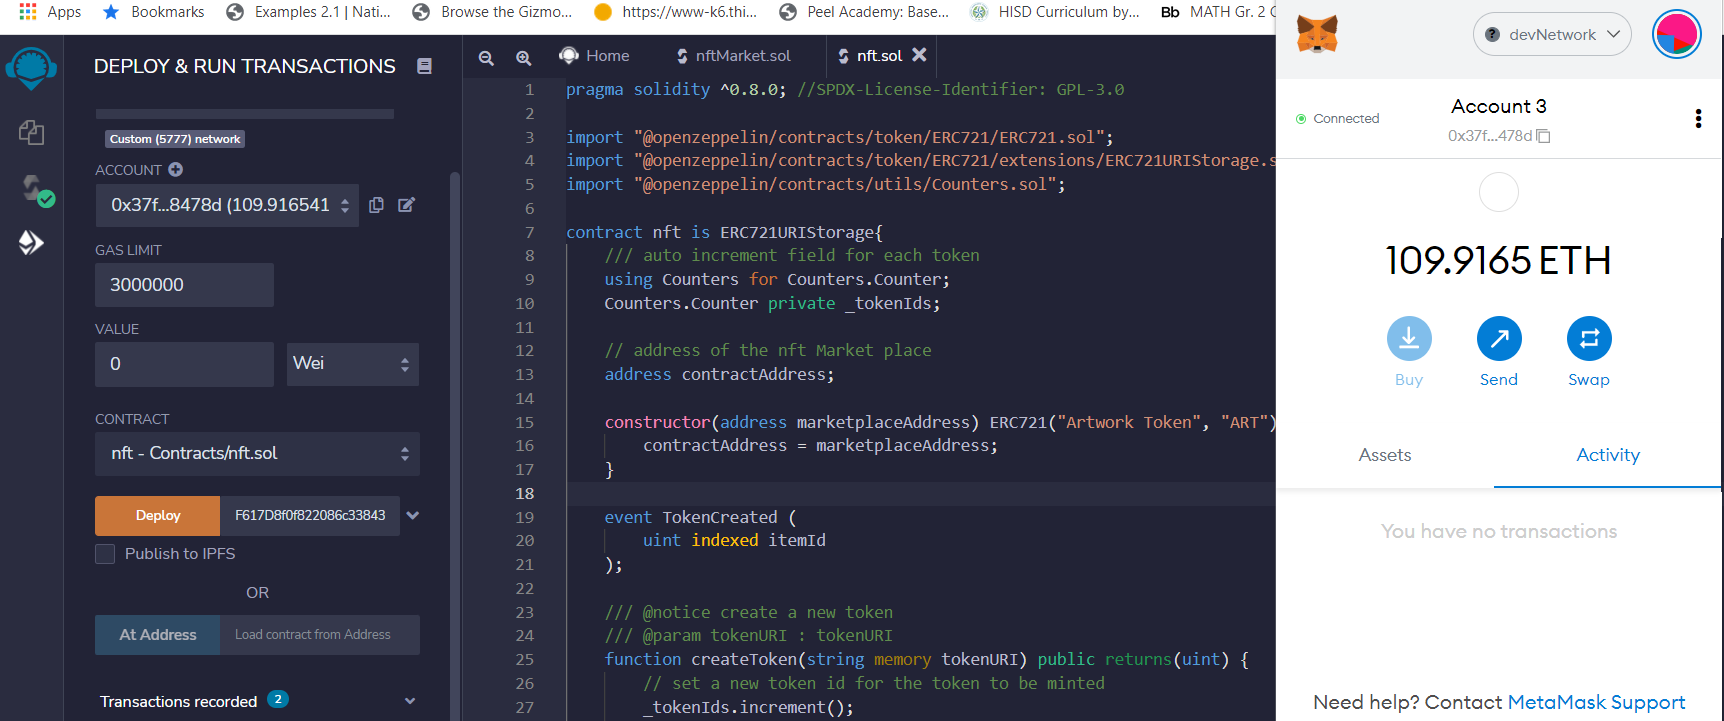 Apps
Bookmarks
Examples 2.1 | Nati...
Browse the Gizmo...
https://www-k6.thi...
Peel Academy: Base...
HISD Curriculum by...
Bb MATH Gr. 2 C
DEPLOY & RUN TRANSACTIONS
Custom (5777) network
ACCOUNT
0x37f...8478d (109.916541
GAS LIMIT
3000000
VALUE
0
Wei
CONTRACT
nft - Contracts/nft.sol
Deploy
F617D8f0f822086c33843
Publish to IPFS
OR
At Address
Load contract from Address
Transactions recorded 2
Home
nftMarket.sol
nft.sol
1 pragma solidity ^0.8.0; //SPDX-License-Identifier: GPL-3.0
2
3 import "@openzeppelin/contracts/token/ERC721/ERC721.sol";
4 import "@openzeppelin/contracts/token/ERC721/extensions/ERC721URIStorage.s
5 import "@openzeppelin/contracts/utils/Counters.sol";
6
7 contract nft is ERC721URIStorage{
8 /// auto increment field for each token
9 using Counters for Counters.Counter;
10 Counters.Counter private _tokenIds;
11
12 // address of the nft Market place
13 address contractAddress;
14
15 constructor(address marketplaceAddress) ERC721("Artwork Token", "ART")
16 contractAddress = marketplaceAddress;
17 }
18
19 event TokenCreated (
20 uint indexed itemId
21 );
22
23 /// @notice create a new token
24 /// @param tokenURI : tokenURI
25 function createToken(string memory tokenURI) public returns(uint) {
26 // set a new token id for the token to be minted
27 _tokenIds.increment();
? devNetwork
Connected
Account 3
0x37f...478d
109.9165 ETH
Buy
Send
Swap
Assets
Activity
You have no transactions
Need help? Contact MetaMask Support